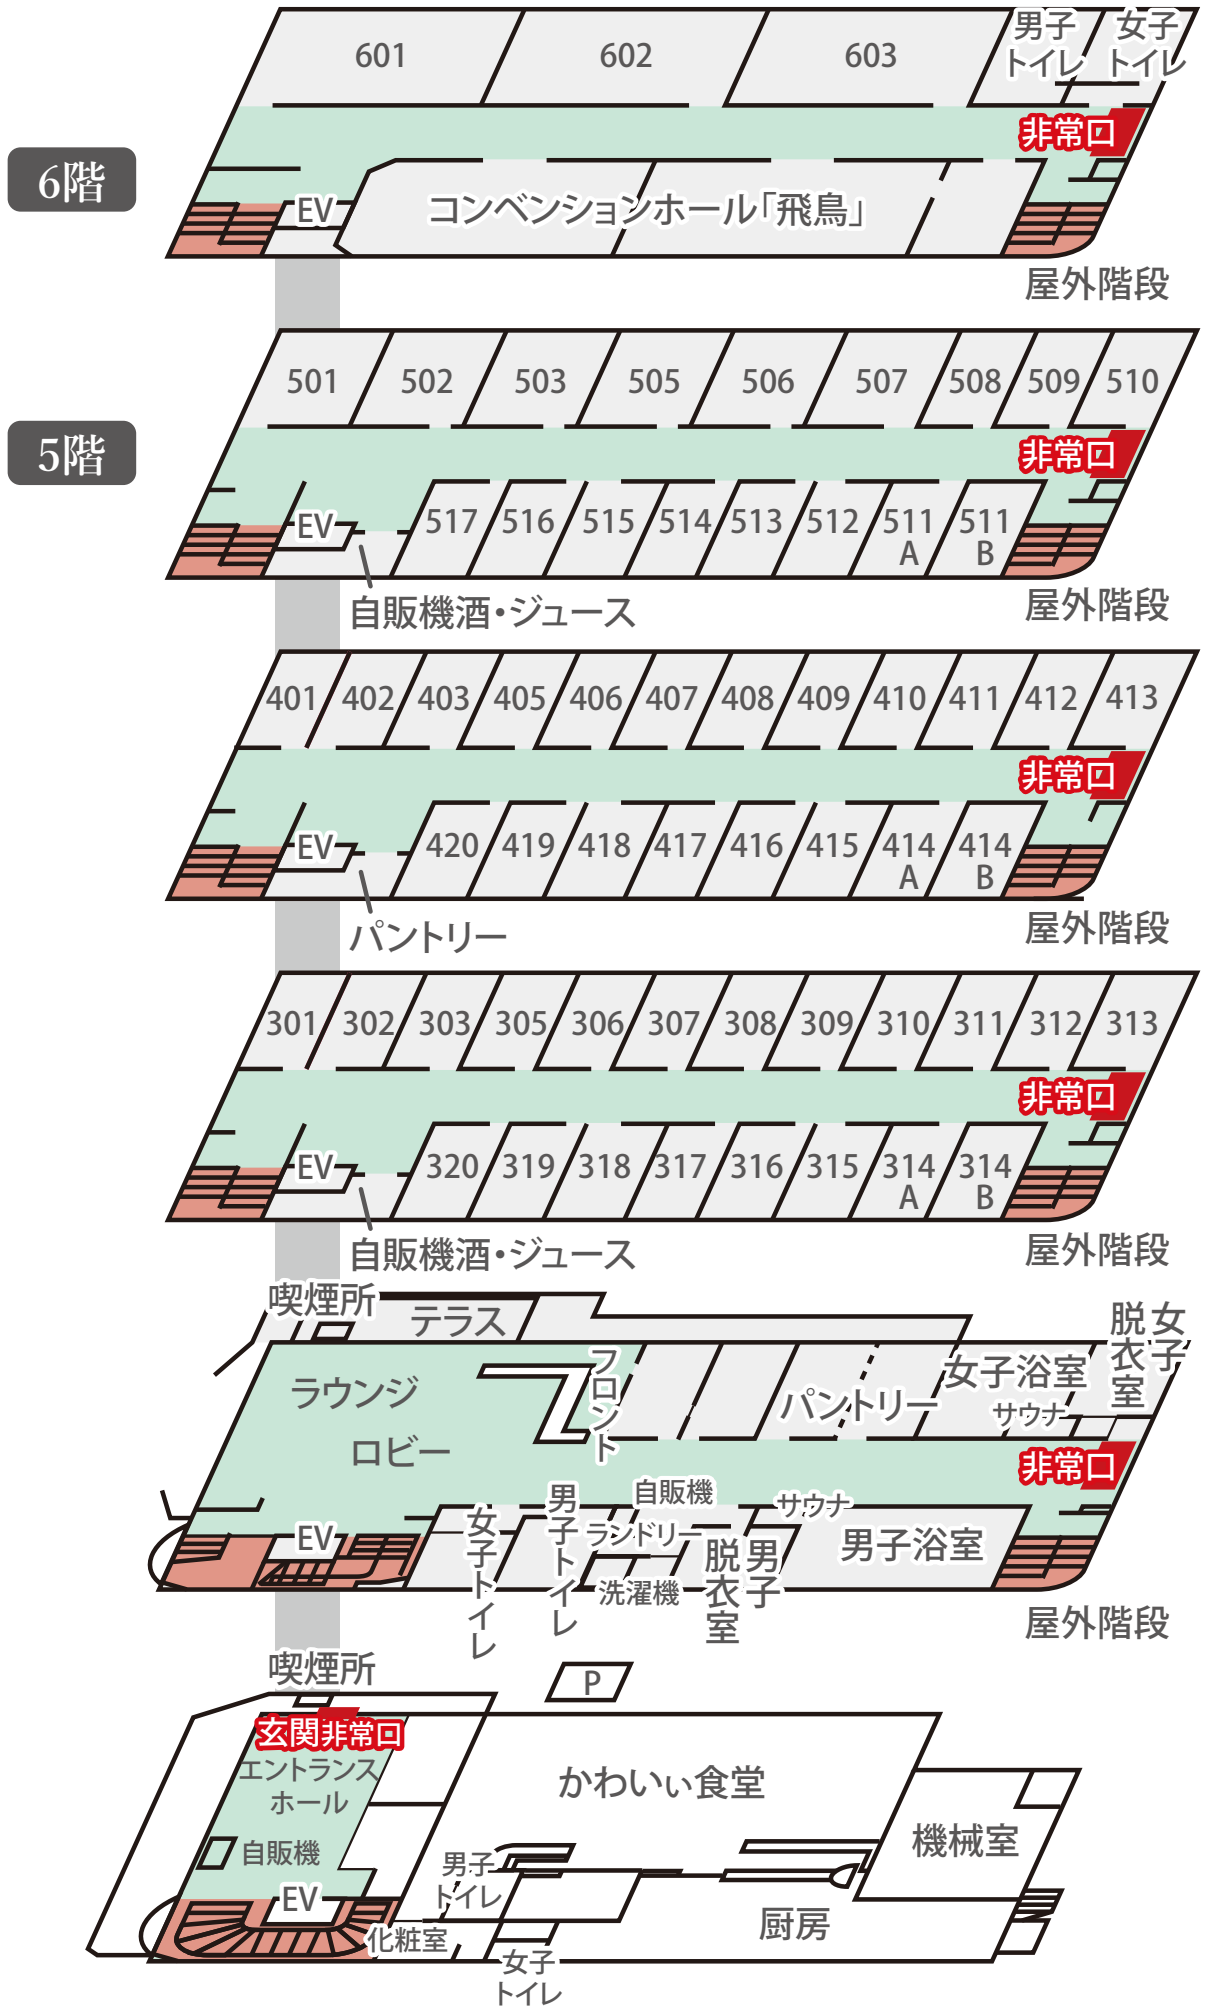 601
602
603
男子
トイレ
女子
トイレ
非常口
6階
EV
コンベンションホール「飛鳥」
屋外階段
501
502
503
505
506
507
508
509
510
5階
非常口
EV
517
516
515
514
513
512
511
A
511
B
自販機酒・ジュース
屋外階段
401
402
403
405
406
407
408
409
410
411
412
413
非常口
EV
420
419
418
417
416
415
414
A
414
B
パントリー
屋外階段
301
302
303
305
306
307
308
309
310
311
312
313
非常口
EV
320
319
318
317
316
315
314
A
314
B
自販機酒・ジュース
屋外階段
喫煙所
テラス
ラウンジ
ロビー
フロント
パントリー
女子浴室
サウナ
女子
脱衣室
非常口
EV
女子トイレ
男子トイレ
自販機
ランドリー
洗濯機
男子
脱衣室
サウナ
男子浴室
屋外階段
喫煙所
P
玄関非常口
エントランス
ホール
自販機
EV
かわいぃ食堂
機械室
男子
トイレ
化粧室
女子
トイレ
厨房